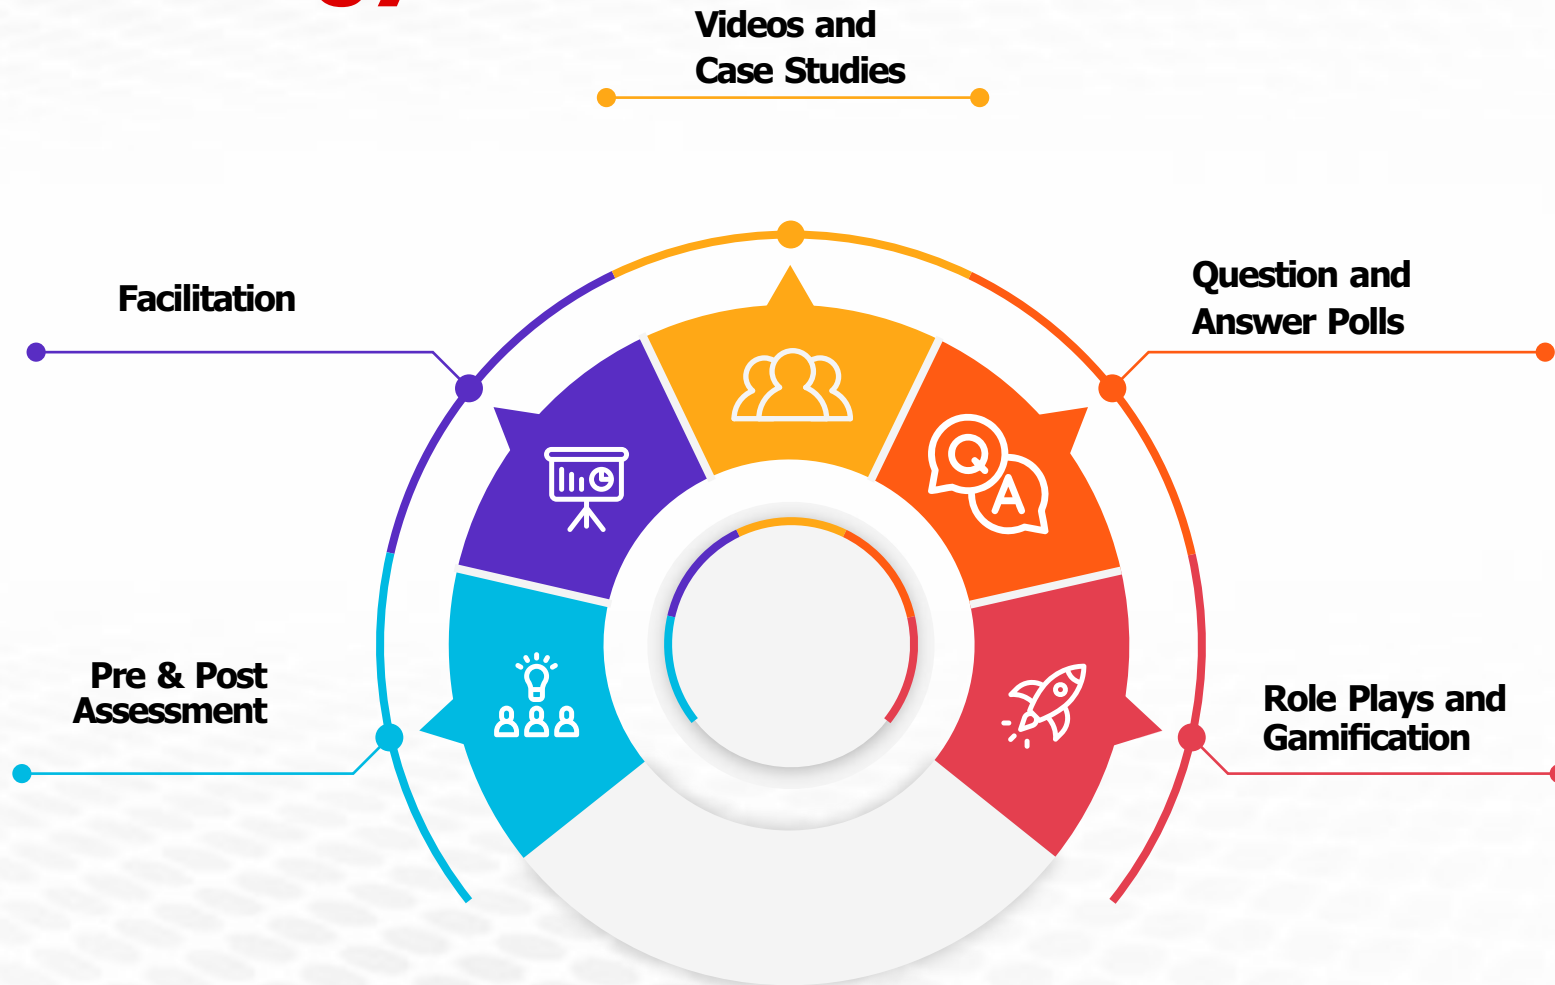 Videos and
Case Studies
Facilitation
Question and
Answer Polls
Q
A
Pre & Post
Assessment
Role Plays and
Gamification